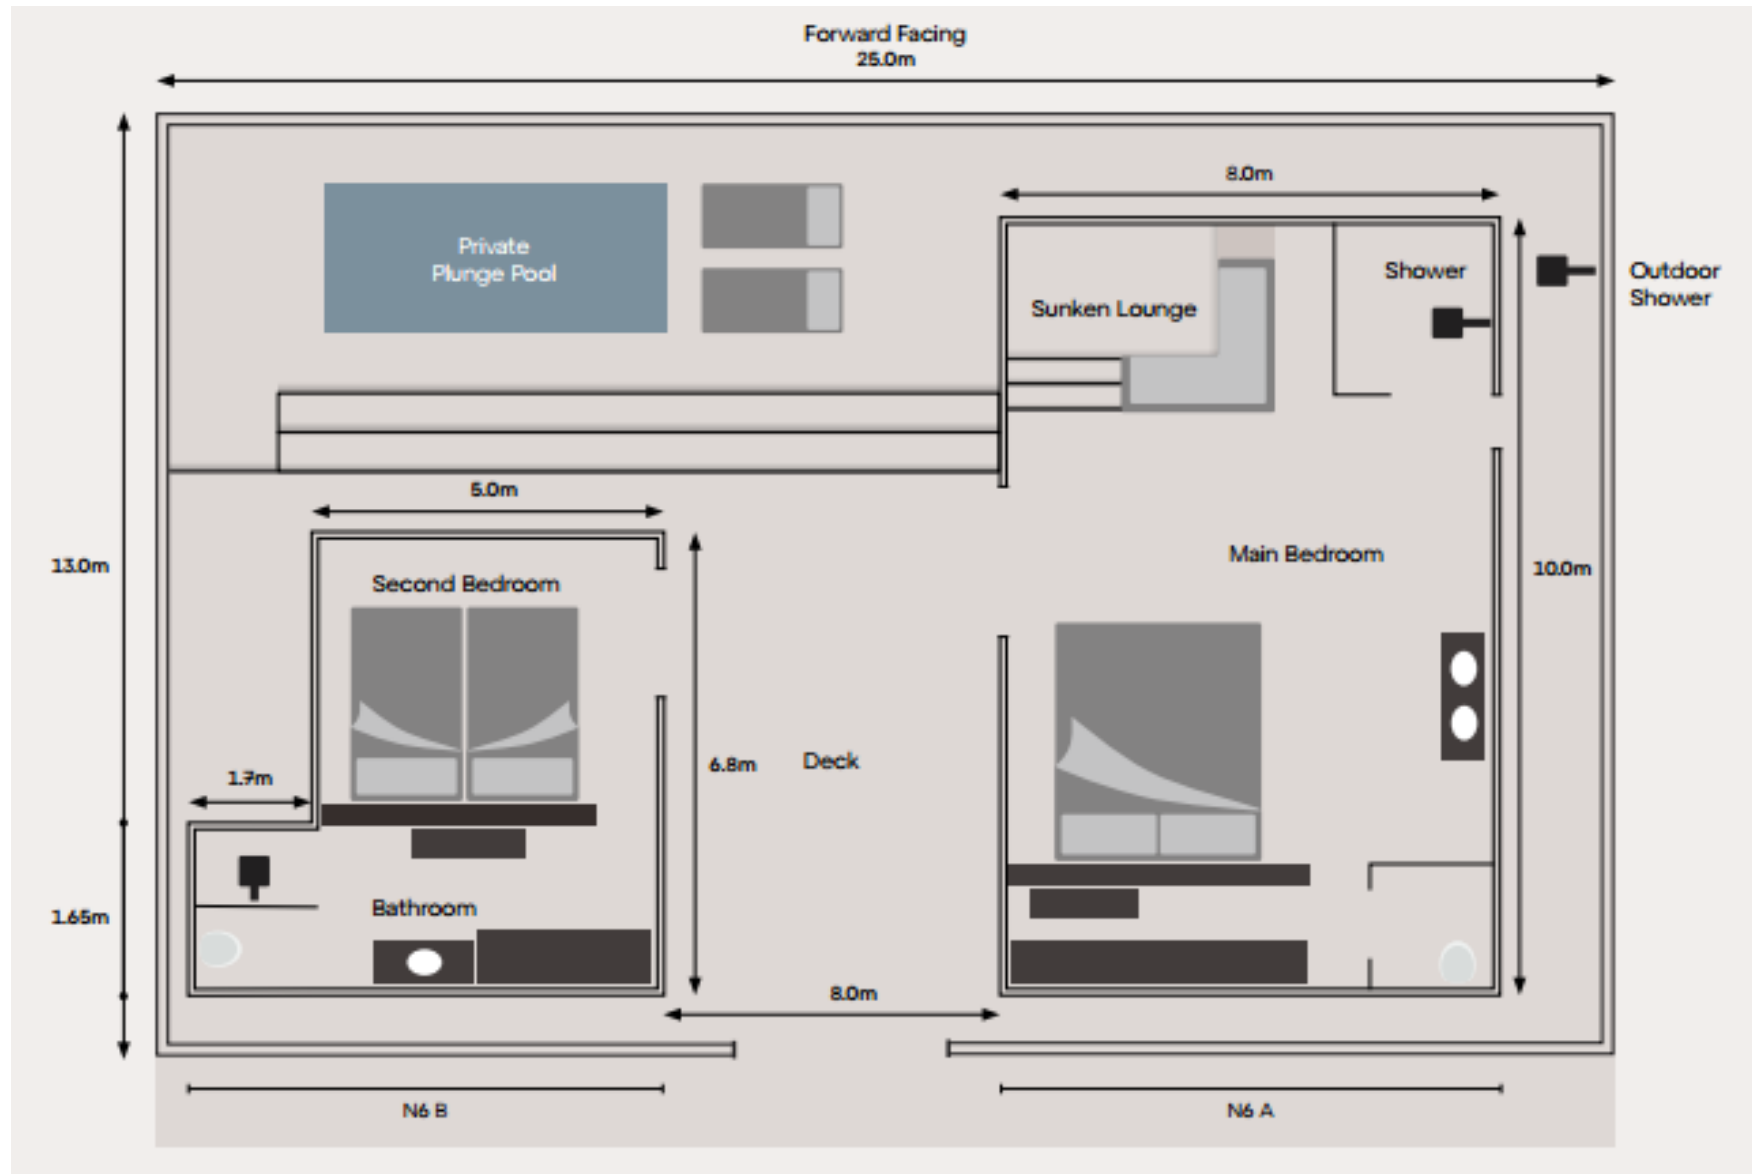 Forward Facing
25.0m
8.0m
Private
Plunge Pool
Shower
Outdoor
Shower
Sunken Lounge
5.0m
13.0m
Second Bedroom
Main Bedroom
10.0m
1.7m
6.8m
Deck
1.65m
Bathroom
8.0m
N6 B
N6 A